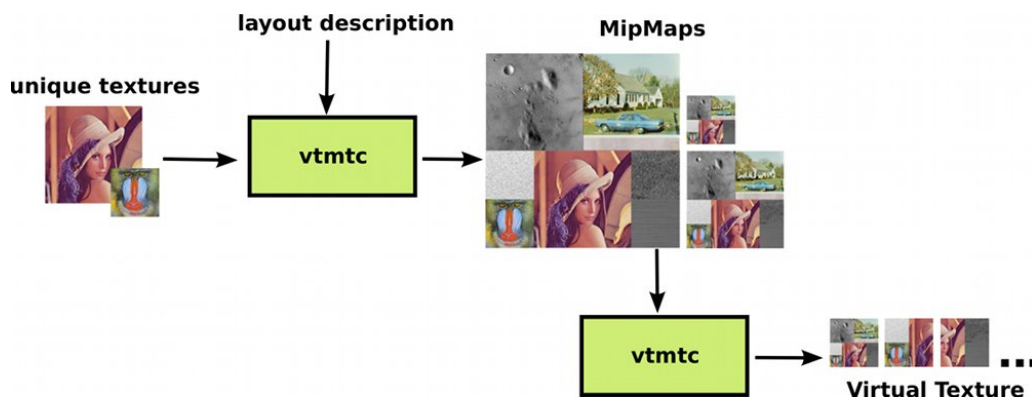 layout description
MipMaps
unique textures
vtmtc
vtmtc
...
Virtual Texture